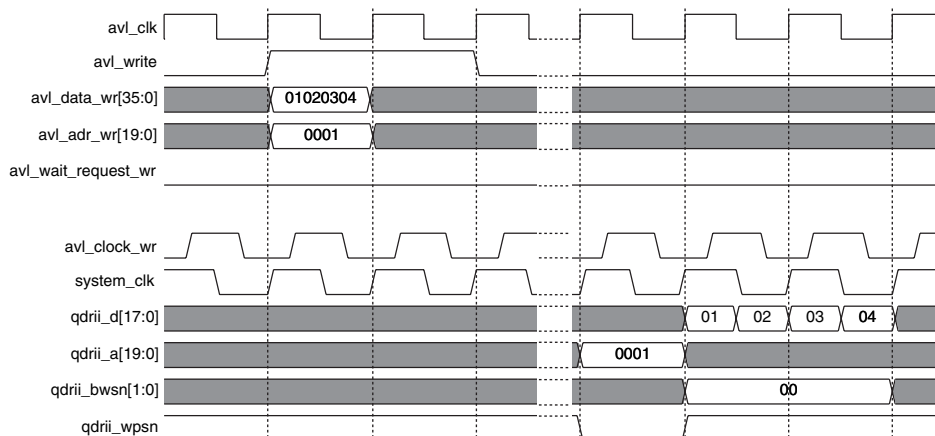 avl_clk
avl_write
avl_data_wr[35:0] 01020304
avl_adr_wr[19:0] 0001
avl_wait_request_wr
avl_clock_wr
system_clk
qdrii_d[17:0] 01 02 03 04
qdrii_a[19:0] 0001
qdrii_bwsn[1:0] 00
qdrii_wpsn